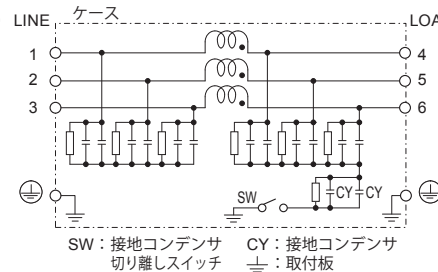 LINE ケース LOA
1 4
2 5
3 6
SW CY CY
SW：接地コンデンサ CY：接地コンデンサ
切り離しスイッチ ：取付板